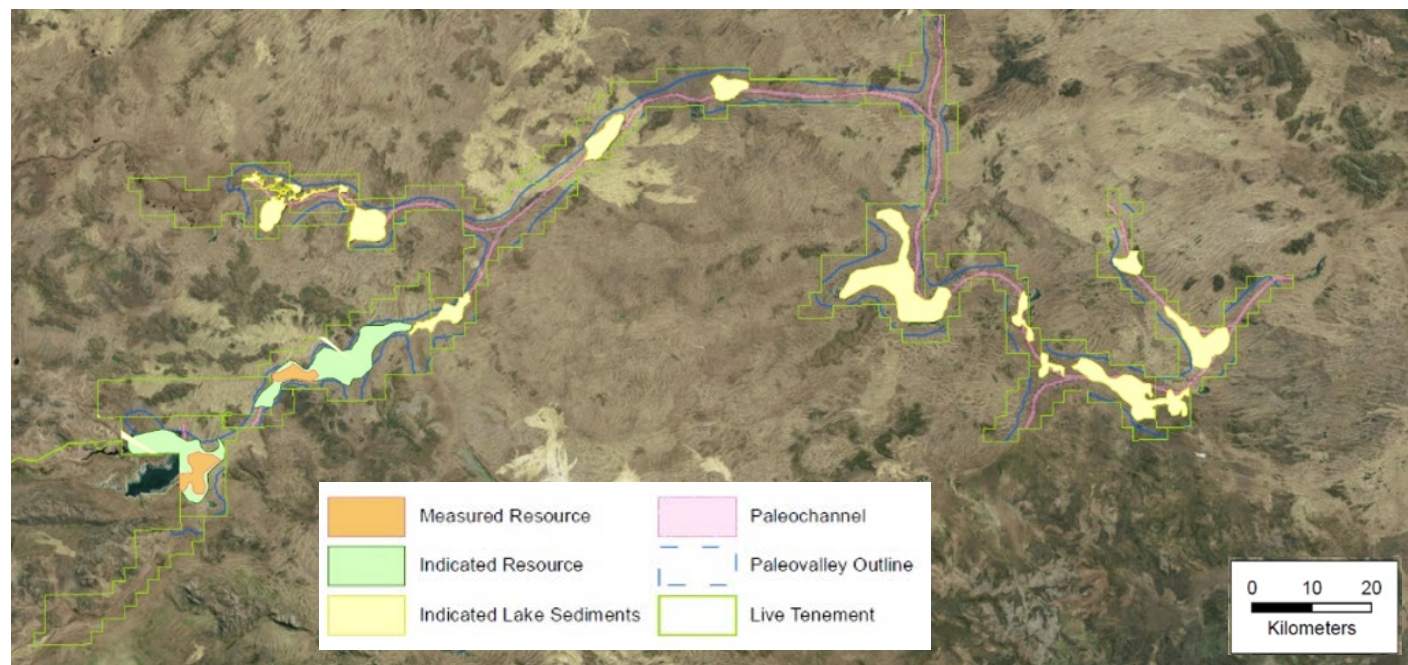 Measured Resource
Indicated Resource
Indicated Lake Sediments
Paleochannel
Paleovalley Outline
Live Tenement
0 10 20
Kilometers